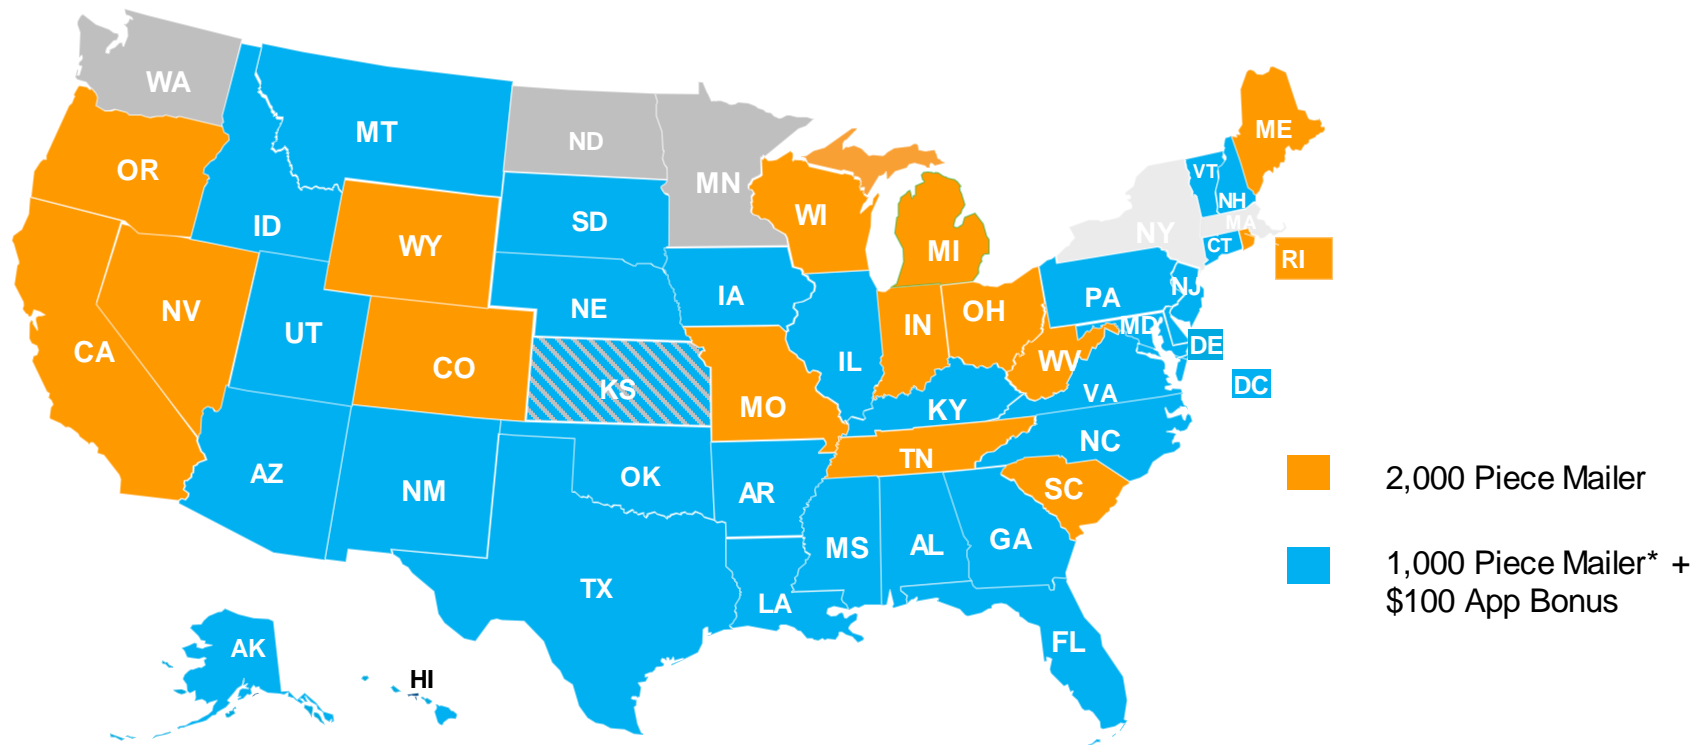 WA
MT
ND
ME
OR
MN
VT
NH
ID
SD
WI
MA
NY
WY
MI
CT
RI
NE
IA
NV
UT
PA
NJ
OH
IN
MD
CA
CO
IL
WV
DE
KS
DC
MO
KY
VA
NC
TN
AZ
NM
OK
AR
SC
2,000 Piece Mailer
MS
AL
GA
1,000 Piece Mailer* +
$100 App Bonus
TX
LA
AK
FL
HI